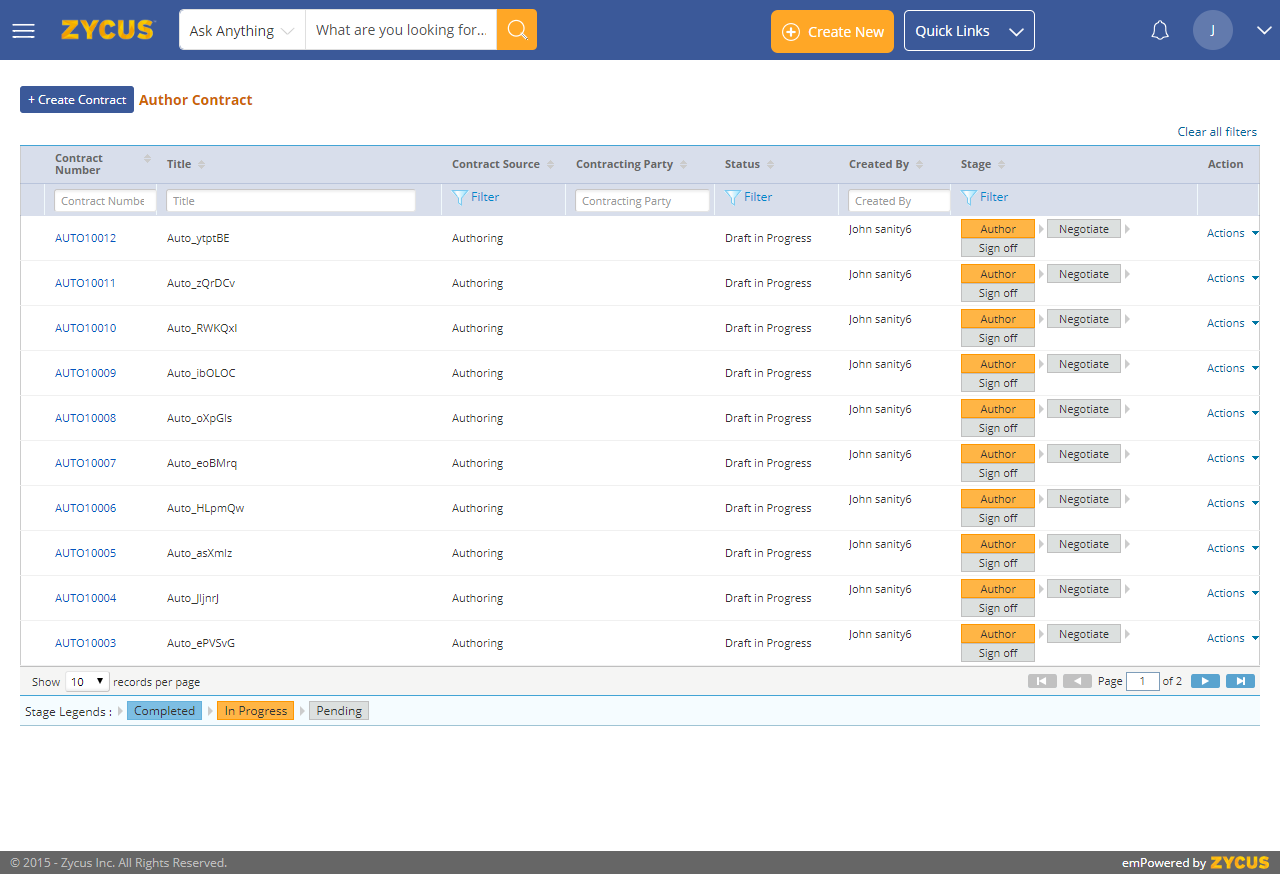 ZYCUS Ask Anything What are you looking for... Create New Quick Links J
+ Create Contract Author Contract
Clear all filters
Contract Number Title Contract Source Contracting Party Status Created By Stage Action
Contract Numbe Title Filter Contracting Party Filter Created By Filter
AUTO10012 Auto_ytptBE Authoring Draft in Progress John sanity6 Author Negotiate Actions
Sign off
AUTO10011 Auto_zQrDCv Authoring Draft in Progress John sanity6 Author Negotiate Actions
Sign off
AUTO10010 Auto_RWKQxI Authoring Draft in Progress John sanity6 Author Negotiate Actions
Sign off
AUTO10009 Auto_ibOLOC Authoring Draft in Progress John sanity6 Author Negotiate Actions
Sign off
AUTO10008 Auto_oXpGIs Authoring Draft in Progress John sanity6 Author Negotiate Actions
Sign off
AUTO10007 Auto_eoBMrq Authoring Draft in Progress John sanity6 Author Negotiate Actions
Sign off
AUTO10006 Auto_HLpmQw Authoring Draft in Progress John sanity6 Author Negotiate Actions
Sign off
AUTO10005 Auto_asXmIz Authoring Draft in Progress John sanity6 Author Negotiate Actions
Sign off
AUTO10004 Auto_JIjnrJ Authoring Draft in Progress John sanity6 Author Negotiate Actions
Sign off
AUTO10003 Auto_ePVSvG Authoring Draft in Progress John sanity6 Author Negotiate Actions
Sign off
Show 10 records per page Page 1 of 2
Stage Legends : Completed In Progress Pending
© 2015 - Zycus Inc. All Rights Reserved. emPowered by ZYCUS